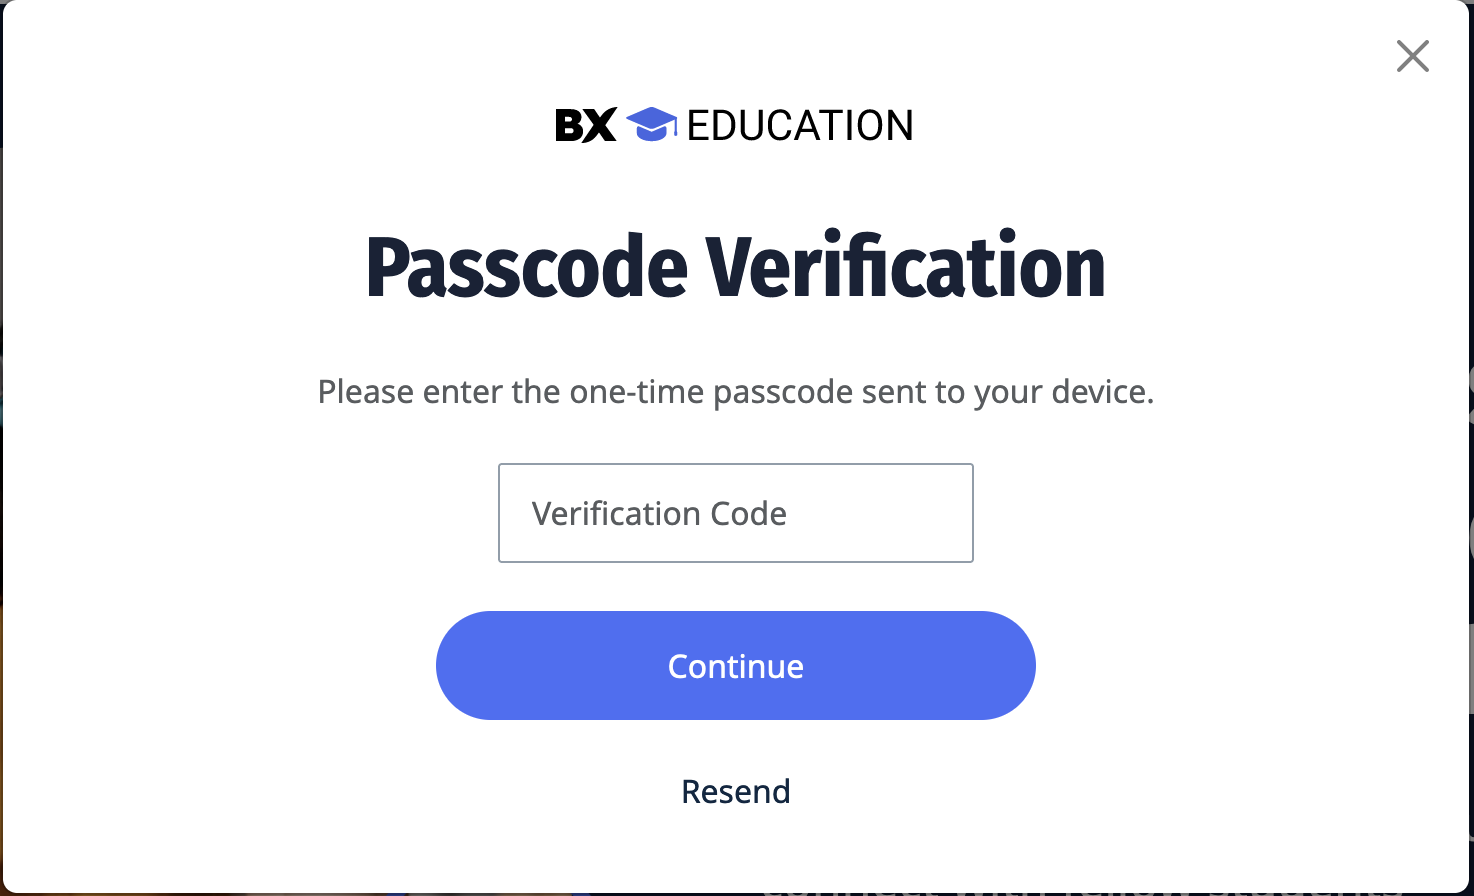 BX EDUCATION
Passcode Verification
Please enter the one-time passcode sent to your device.
Verification Code
Continue
Resend